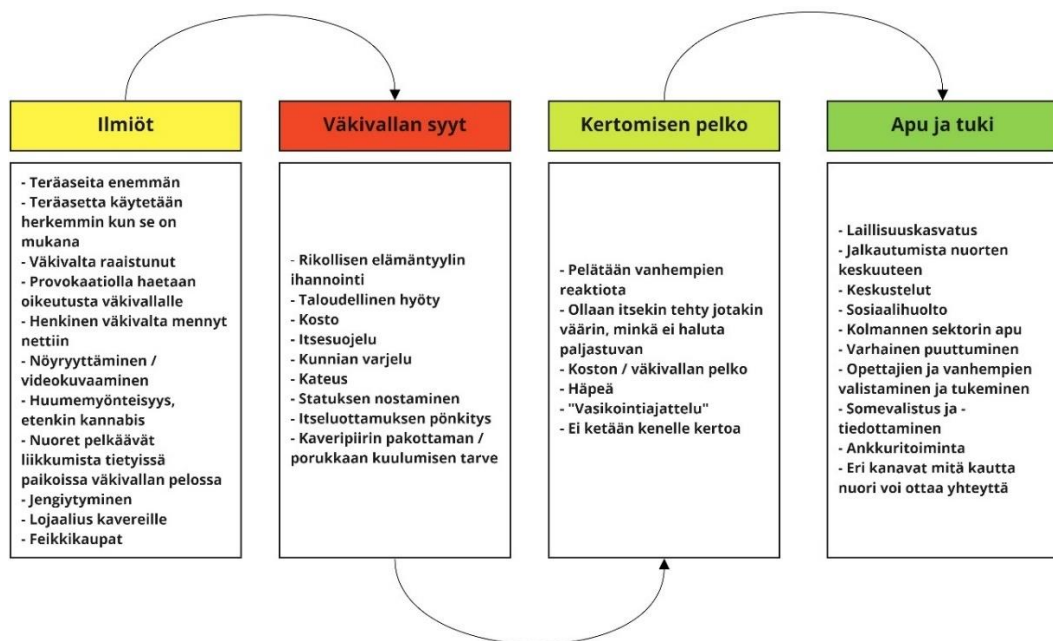 Ilmiöt
- Teräaseita enemmän
- Teräasetta käytetään
herkemmin kun se on
mukana
- Väkivalta raaistunut
- Provokaatiolla haetaan
oikeutusta väkivallalle
- Henkinen väkivalta mennyt
nettiin
- Nöyryyttäminen /
videokuvaaminen
- Huumemyönteisyys,
etenkin kannabis
- Nuoret pelkäävät
liikkumista tietyissä
paikoissa väkivallan pelossa
- Jengiytyminen
- Lojaalius kavereille
- Feikkikaupat
Väkivallan syyt
- Rikollisen elämäntyylin
ihannointi
- Taloudellinen hyöty
- Kosto
- Itsesuojelu
- Kunnian varjelu
- Kateus
- Statuksen nostaminen
- Itseluottamuksen pönkitys
- Kaveripiirin pakottaman /
porukkaan kuulumisen tarve
Kertomisen pelko
- Pelätään vanhempien
reaktiota
- Ollaan itsekin tehty jotakin
väärin, minkä ei haluta
paljastuvan
- Koston / väkivallan pelko
- Häpeä
- "Vasikointiajattelu"
- Ei ketään kenelle kertoa
Apu ja tuki
- Laillisuuskasvatus
- Jalkautumista nuorten
keskuuteen
- Keskustelut
- Sosiaalihuolto
- Kolmannen sektorin apu
- Varhainen puuttuminen
- Opettajien ja vanhempien
valistaminen ja tukeminen
- Somevalistus ja -
tiedottaminen
- Ankkuritoiminta
- Eri kanavat mitä kautta
nuori voi ottaa yhteyttä